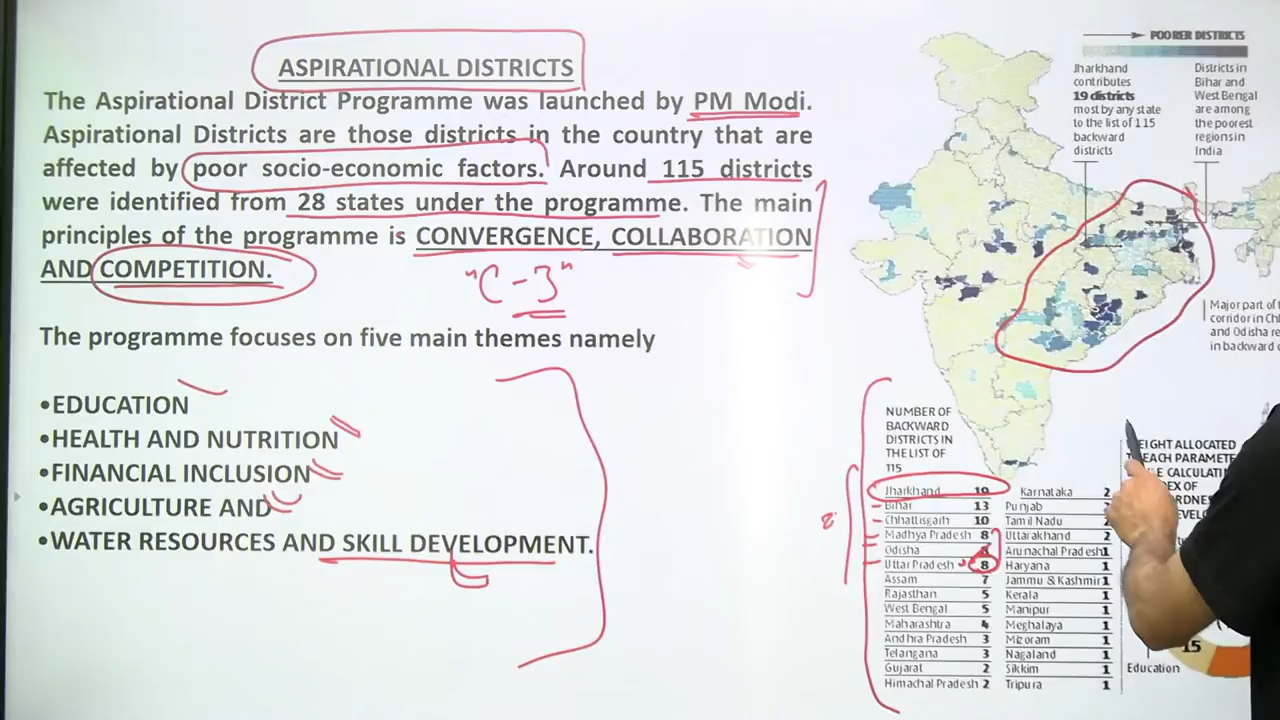 ASPIRATIONAL DISTRICTS
The Aspirational District Programme was launched by PM Modi.
Aspirational Districts are those districts in the country that are
affected by poor socio-economic factors. Around 115 districts
were identified from 28 states under the programme. The main
principles of the programme is CONVERGENCE, COLLABORATION
AND COMPETITION.
"C-3"
The programme focuses on five main themes namely
•EDUCATION
•HEALTH AND NUTRITION
•FINANCIAL INCLUSION
•AGRICULTURE AND
•WATER RESOURCES AND SKILL DEVELOPMENT.
POORER DISTRICTS
Jharkhand
contributes
19 districts
most by any state
to the list of 115
backward
districts
Districts in
Bihar and
West Bengal
are among
the poorest
regions in
India
Major part of
corridor in
and Odisha
in backward
NUMBER OF
BACKWARD
DISTRICTS IN
THE LIST OF
115
Jharkhand 19
Bihar 13
Chhattisgarh 10
Madhya Pradesh 8
Odisha
Uttar Pradesh 8
Assam 7
Rajasthan 5
West Bengal 5
Maharashtra 4
Andhra Pradesh 3
Telangana 3
Gujarat 2
Himachal Pradesh 2
Karnataka 2
Punjab
Tamil Nadu
Uttarakhand
Arunachal Pradesh 1
Haryana 1
Jammu & Kashmir 1
Kerala 1
Manipur 1
Meghalaya 1
Mizoram 1
Nagaland 1
Sikkim 1
Tripura 1
ALLOCATED
EACH
OF
15
Education